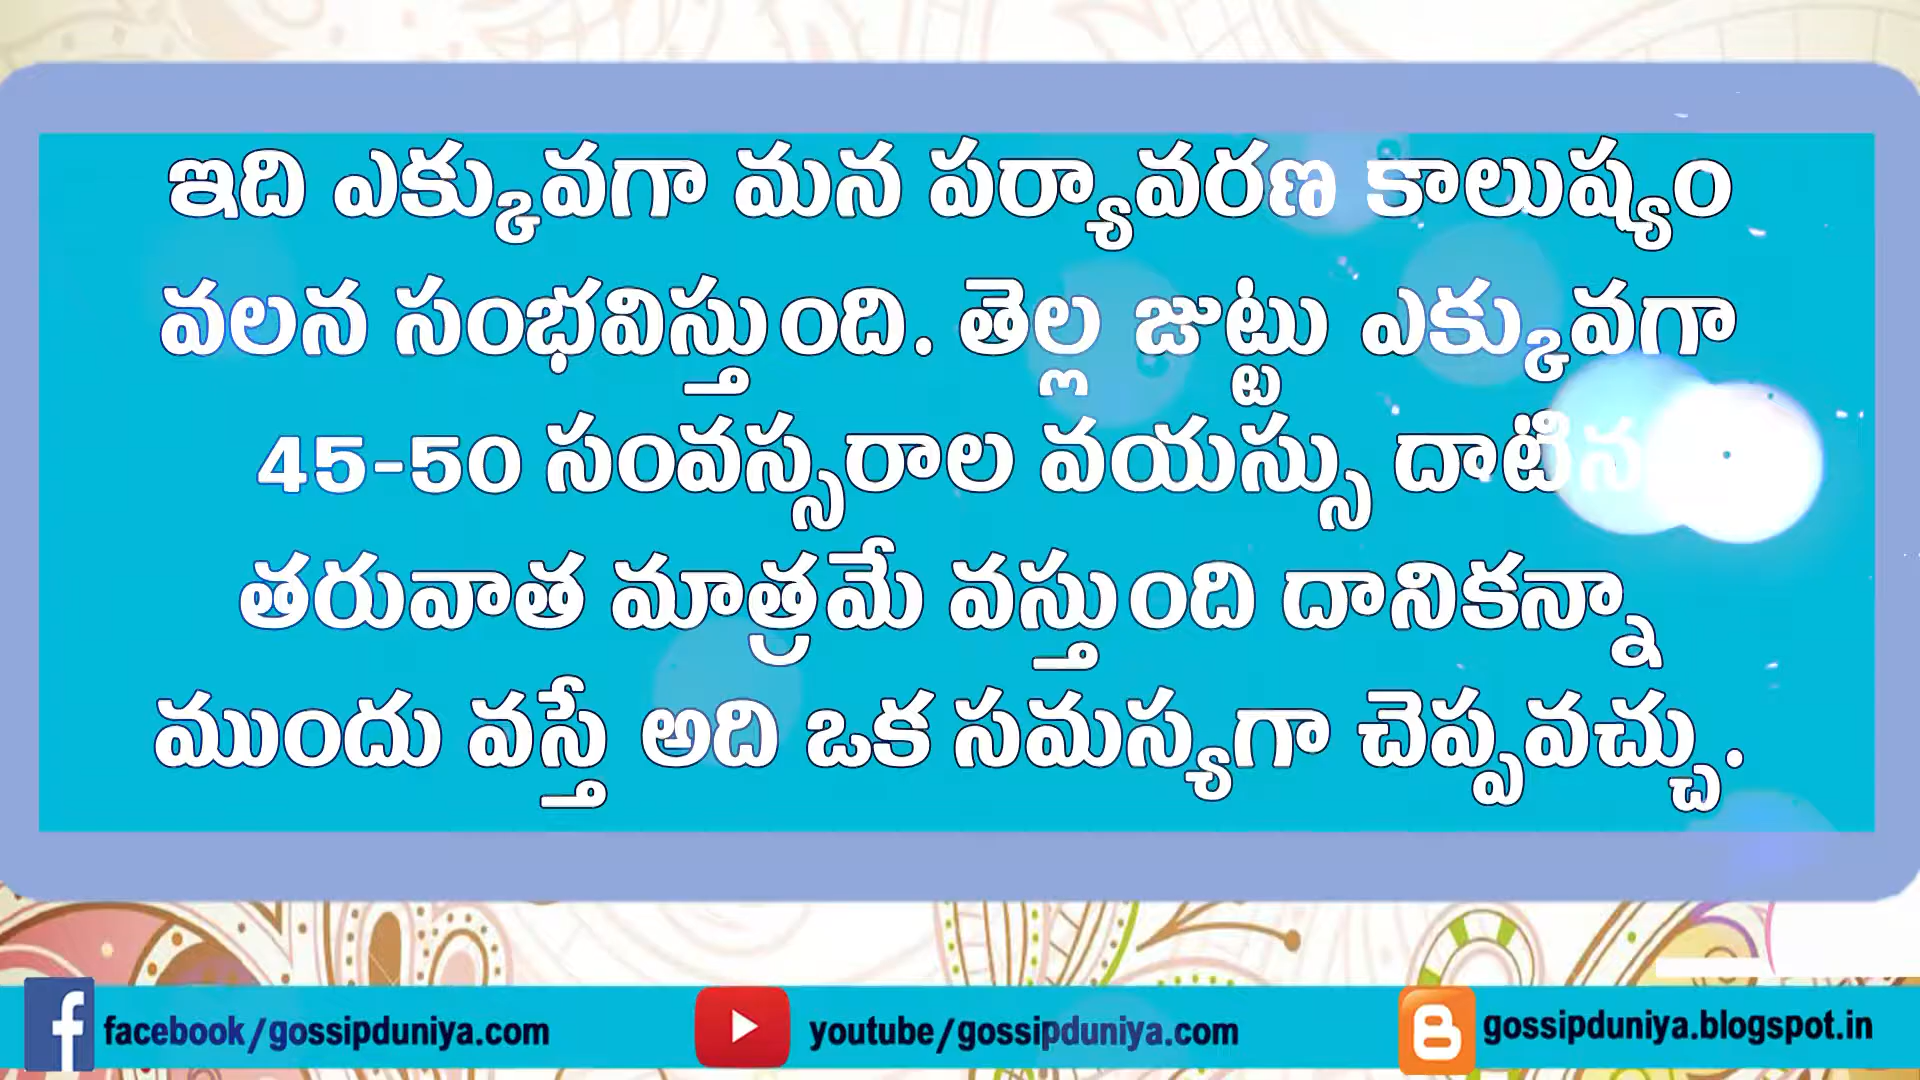 ఇది ఎక్కువగా మన పర్యావరణ కాలుష్యం
వలన సంభవిస్తుంది. తెల్ల జుట్టు ఎక్కువగా
45-50 సంవస్సరాల వయస్సు దాటిన
తరువాత మాత్రమే వస్తుంది దానికన్నా
ముందు వస్తే అది ఒక సమస్యగా చెప్పవచ్చు.
facebook/gossipduniya.com
youtube/gossipduniya.com
gossipduniya.blogspot.in